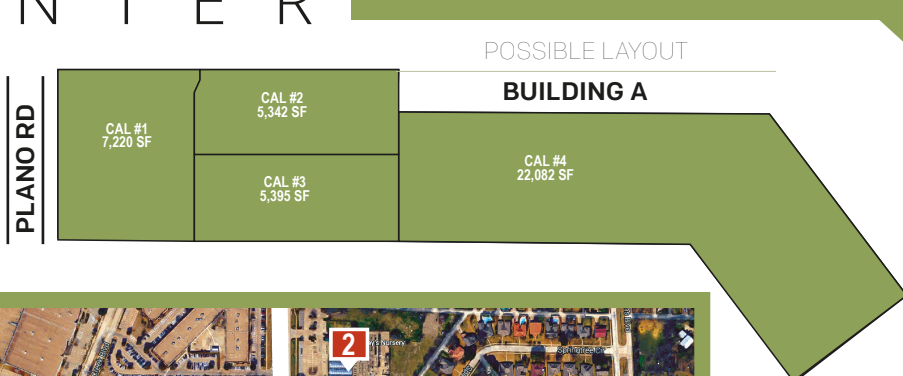 N T E R
POSSIBLE LAYOUT
BUILDING A
PLANO RD
CAL #1
7,220 SF
CAL #2
5,342 SF
CAL #3
5,395 SF
CAL #4
22,082 SF
2
y's Nursery
Springtree Cir